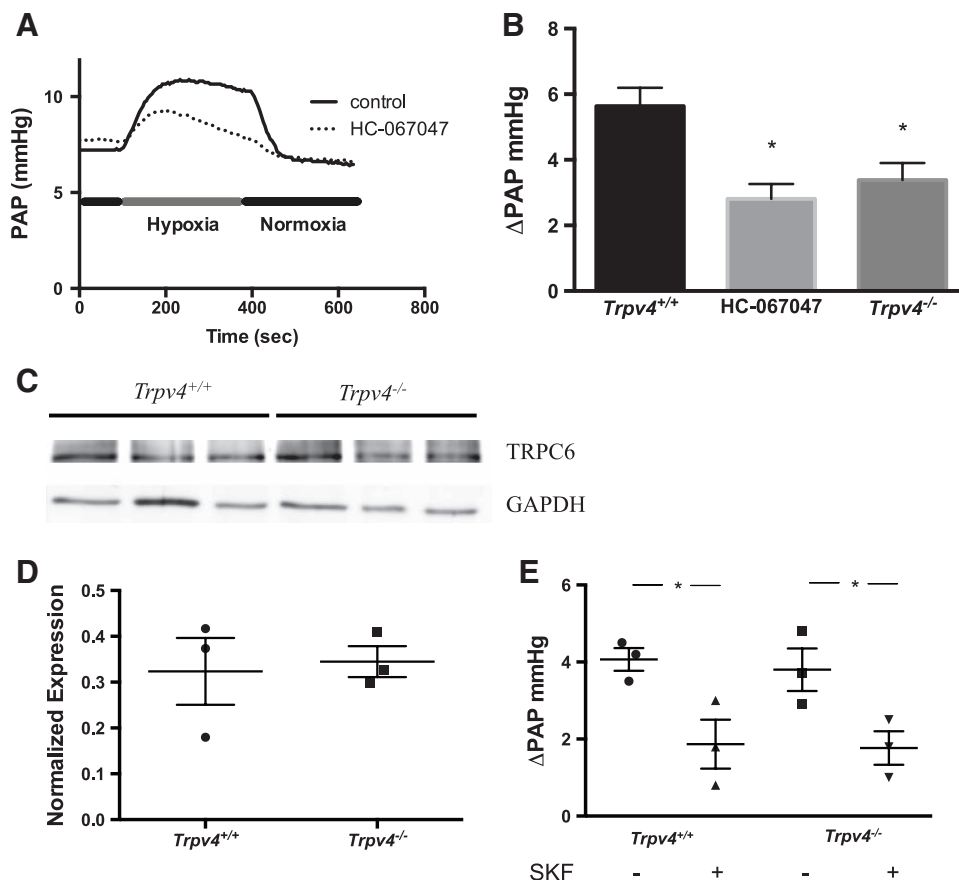 A
PAP (mmHg)
10
5
0
control
HC-067047
Hypoxia
Normoxia
0
200
400
600
800
Time (sec)
B
ΔPAP mmHg
8
6
4
2
0
*
*
Trpv4+/+
HC-067047
Trpv4-/-
C
Trpv4+/+
Trpv4-/-
TRPC6
GAPDH
D
Normalized Expression
0.5
0.4
0.3
0.2
0.1
0.0
Trpv4+/+
Trpv4-/-
E
ΔPAP mmHg
6
4
2
0
*
*
Trpv4+/+
Trpv4-/-
SKF - + - +